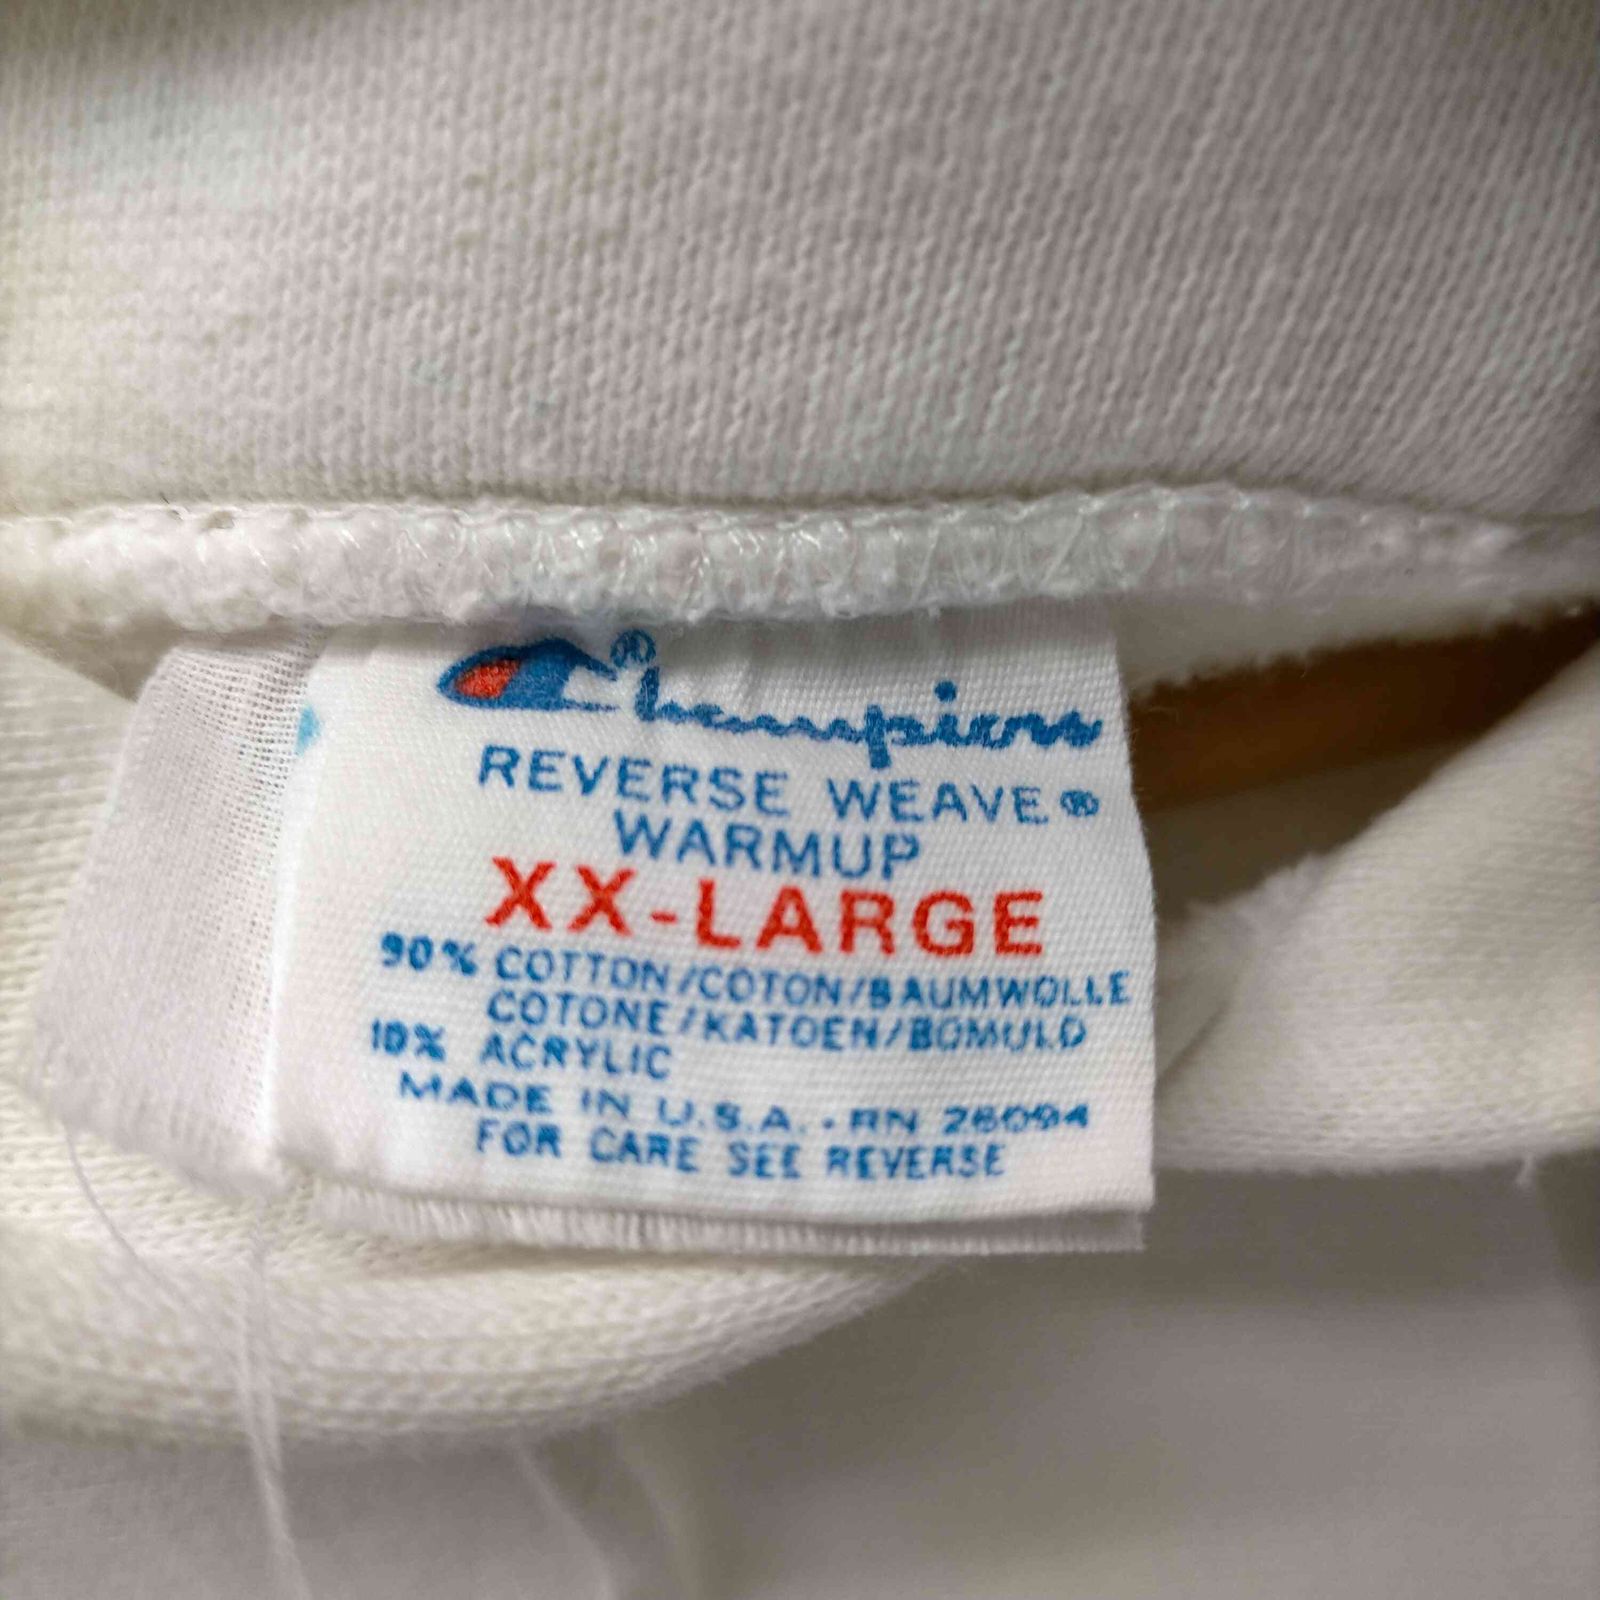 Champion®
REVERSE WEAVE®
WARMUP
XX-LARGE
90% COTTON/COTON/BAUMWOLLE
COTONE/KATOEN/BOMULD
10% ACRYLIC
MADE IN U.S.A. • RN 26094
FOR CARE SEE REVERSE